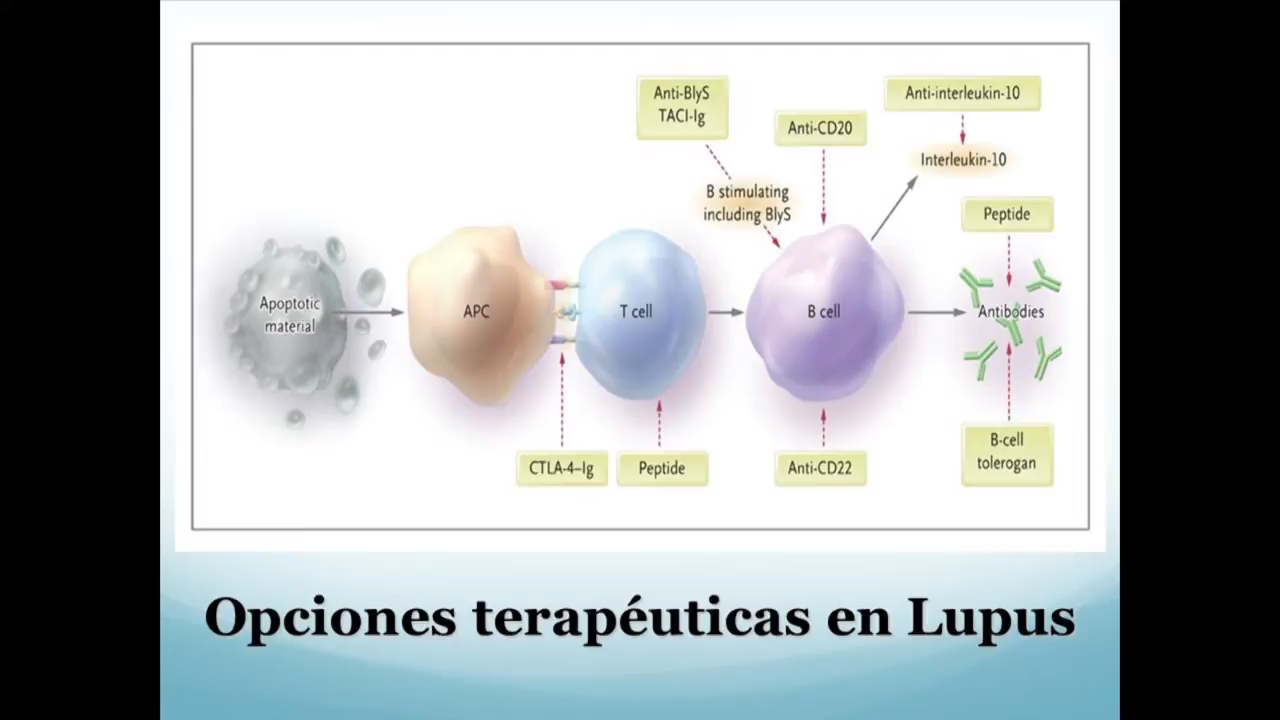 Anti-BlyS
TACI-Ig
Anti-CD20
Anti-interleukin-10
Interleukin-10
B stimulating
including BlyS
Peptide
Apoptotic
material
APC
T cell
B cell
Antibodies
CTLA-4–Ig
Peptide
Anti-CD22
B-cell
tolerogan
Opciones terapéuticas en Lupus